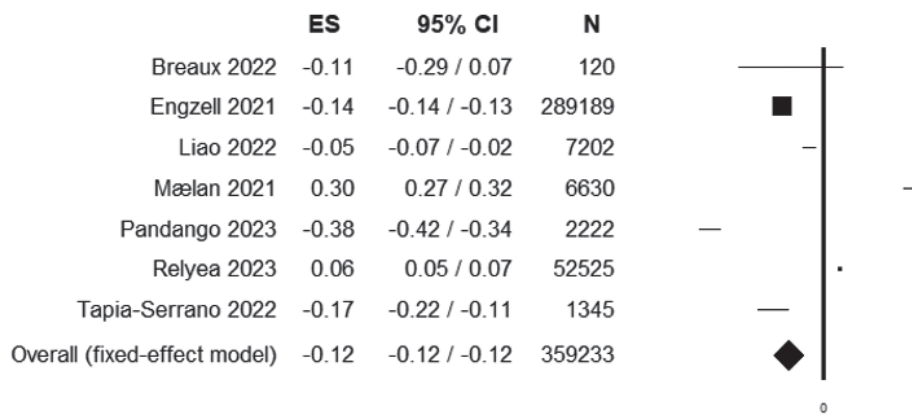 ES 95% CI N
Breaux 2022 -0.11 -0.29 / 0.07 120
Engzell 2021 -0.14 -0.14 / -0.13 289189
Liao 2022 -0.05 -0.07 / -0.02 7202
Mælan 2021 0.30 0.27 / 0.32 6630
Pandango 2023 -0.38 -0.42 / -0.34 2222
Relyea 2023 0.06 0.05 / 0.07 52525
Tapia-Serrano 2022 -0.17 -0.22 / -0.11 1345
Overall (fixed-effect model) -0.12 -0.12 / -0.12 359233
0